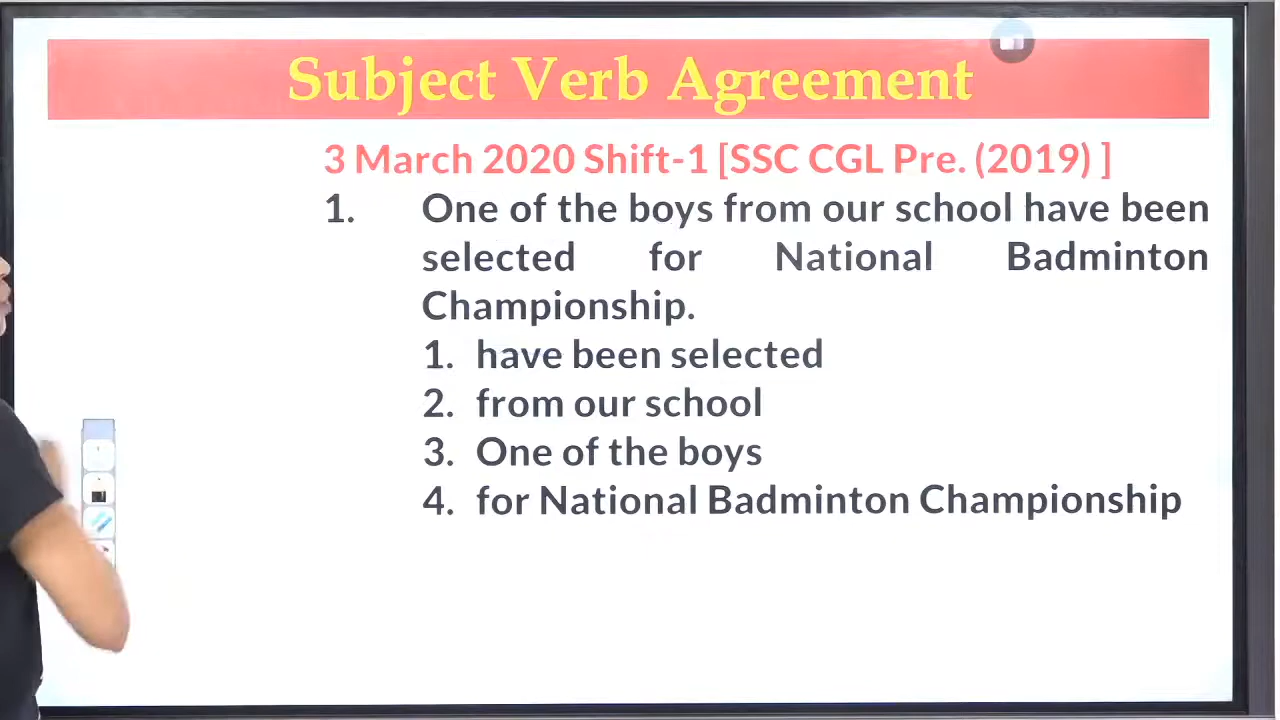 Subject Verb Agreement
3 March 2020 Shift-1 [SSC CGL Pre. (2019) ]
1. One of the boys from our school have been
selected for National Badminton
Championship.
1. have been selected
2. from our school
3. One of the boys
4. for National Badminton Championship